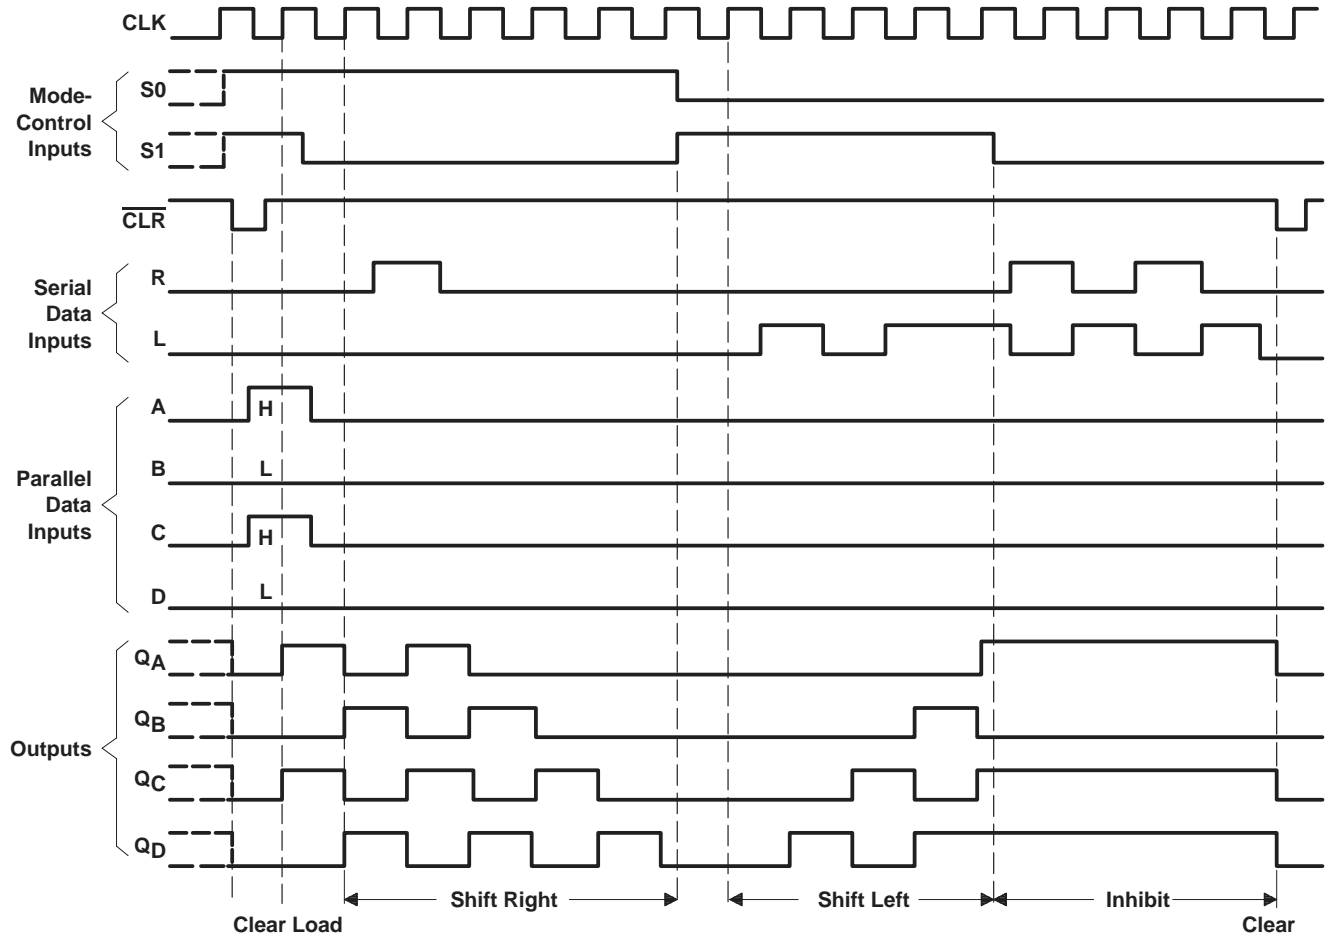 CLK
Mode-
Control
Inputs
S0
S1
CLR
Serial
Data
Inputs
R
L
Parallel
Data
Inputs
A
H
B
L
C
H
D
L
Outputs
QA
QB
QC
QD
Shift Right
Shift Left
Inhibit
Clear Load
Clear